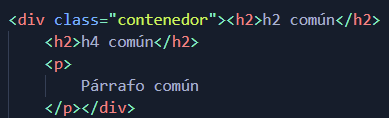 <div class="contenedor"><h2>h2 común</h2>
<h2>h4 común</h2>
<p>
Párrafo común
</p></div>